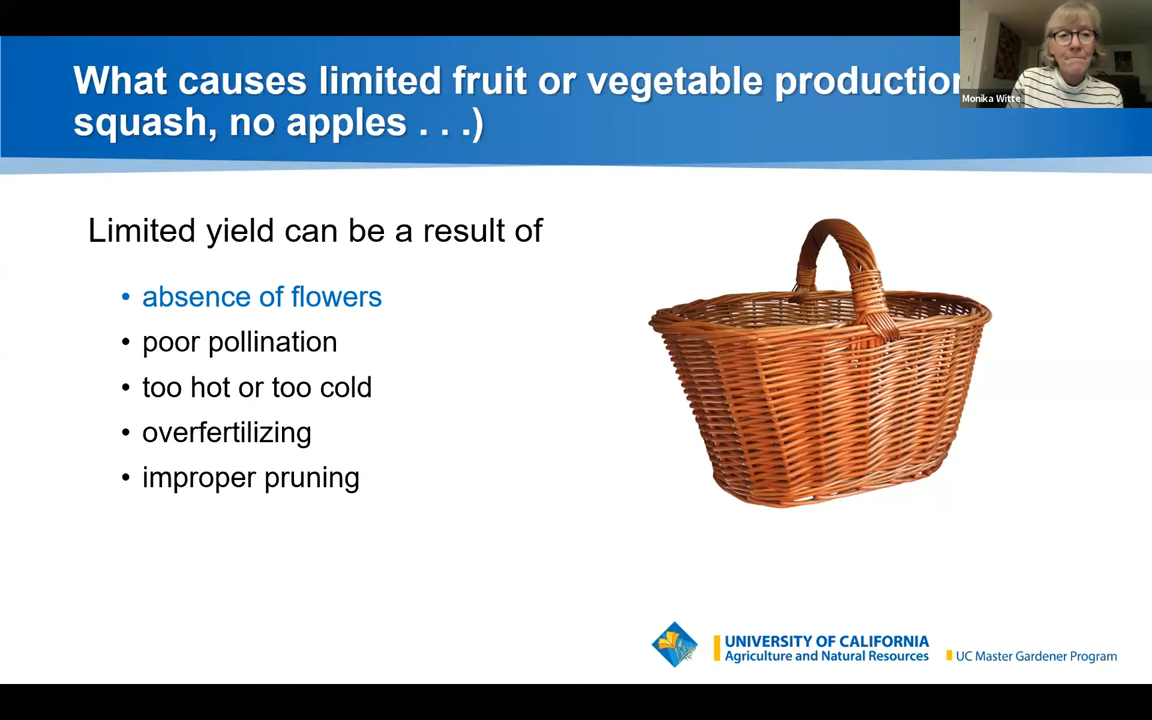 What causes limited fruit or vegetable production
squash, no apples . . .)
Monika Witte
Limited yield can be a result of
• absence of flowers
• poor pollination
• too hot or too cold
• overfertilizing
• improper pruning
UNIVERSITY OF CALIFORNIA
Agriculture and Natural Resources
UC Master Gardener Program